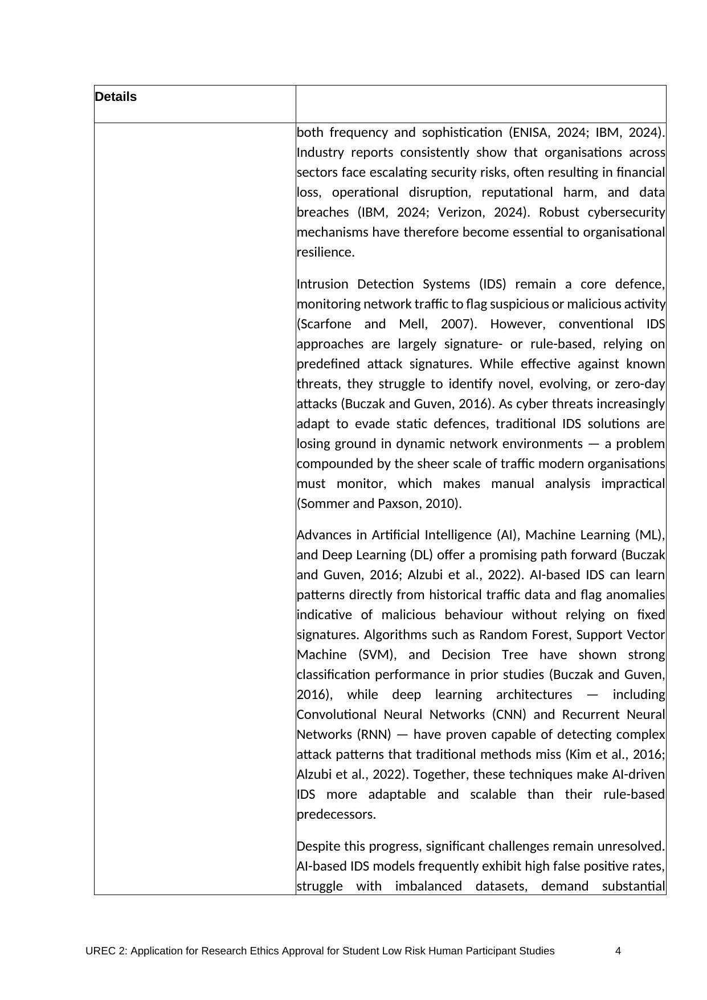 Details
both frequency and sophistication (ENISA, 2024; IBM, 2024).
Industry reports consistently show that organisations across
sectors face escalating security risks, often resulting in financial
loss, operational disruption, reputational harm, and data
breaches (IBM, 2024; Verizon, 2024). Robust cybersecurity
mechanisms have therefore become essential to organisational
resilience.
Intrusion Detection Systems (IDS) remain a core defence,
monitoring network traffic to flag suspicious or malicious activity
(Scarfone and Mell, 2007). However, conventional IDS
approaches are largely signature- or rule-based, relying on
predefined attack signatures. While effective against known
threats, they struggle to identify novel, evolving, or zero-day
attacks (Buczak and Guven, 2016). As cyber threats increasingly
adapt to evade static defences, traditional IDS solutions are
losing ground in dynamic network environments — a problem
compounded by the sheer scale of traffic modern organisations
must monitor, which makes manual analysis impractical
(Sommer and Paxson, 2010).
Advances in Artificial Intelligence (AI), Machine Learning (ML),
and Deep Learning (DL) offer a promising path forward (Buczak
and Guven, 2016; Alzubi et al., 2022). AI-based IDS can learn
patterns directly from historical traffic data and flag anomalies
indicative of malicious behaviour without relying on fixed
signatures. Algorithms such as Random Forest, Support Vector
Machine (SVM), and Decision Tree have shown strong
classification performance in prior studies (Buczak and Guven,
2016), while deep learning architectures — including
Convolutional Neural Networks (CNN) and Recurrent Neural
Networks (RNN) — have proven capable of detecting complex
attack patterns that traditional methods miss (Kim et al., 2016;
Alzubi et al., 2022). Together, these techniques make AI-driven
IDS more adaptable and scalable than their rule-based
predecessors.
Despite this progress, significant challenges remain unresolved.
AI-based IDS models frequently exhibit high false positive rates,
struggle with imbalanced datasets, demand substantial
UREC 2: Application for Research Ethics Approval for Student Low Risk Human Participant Studies 4